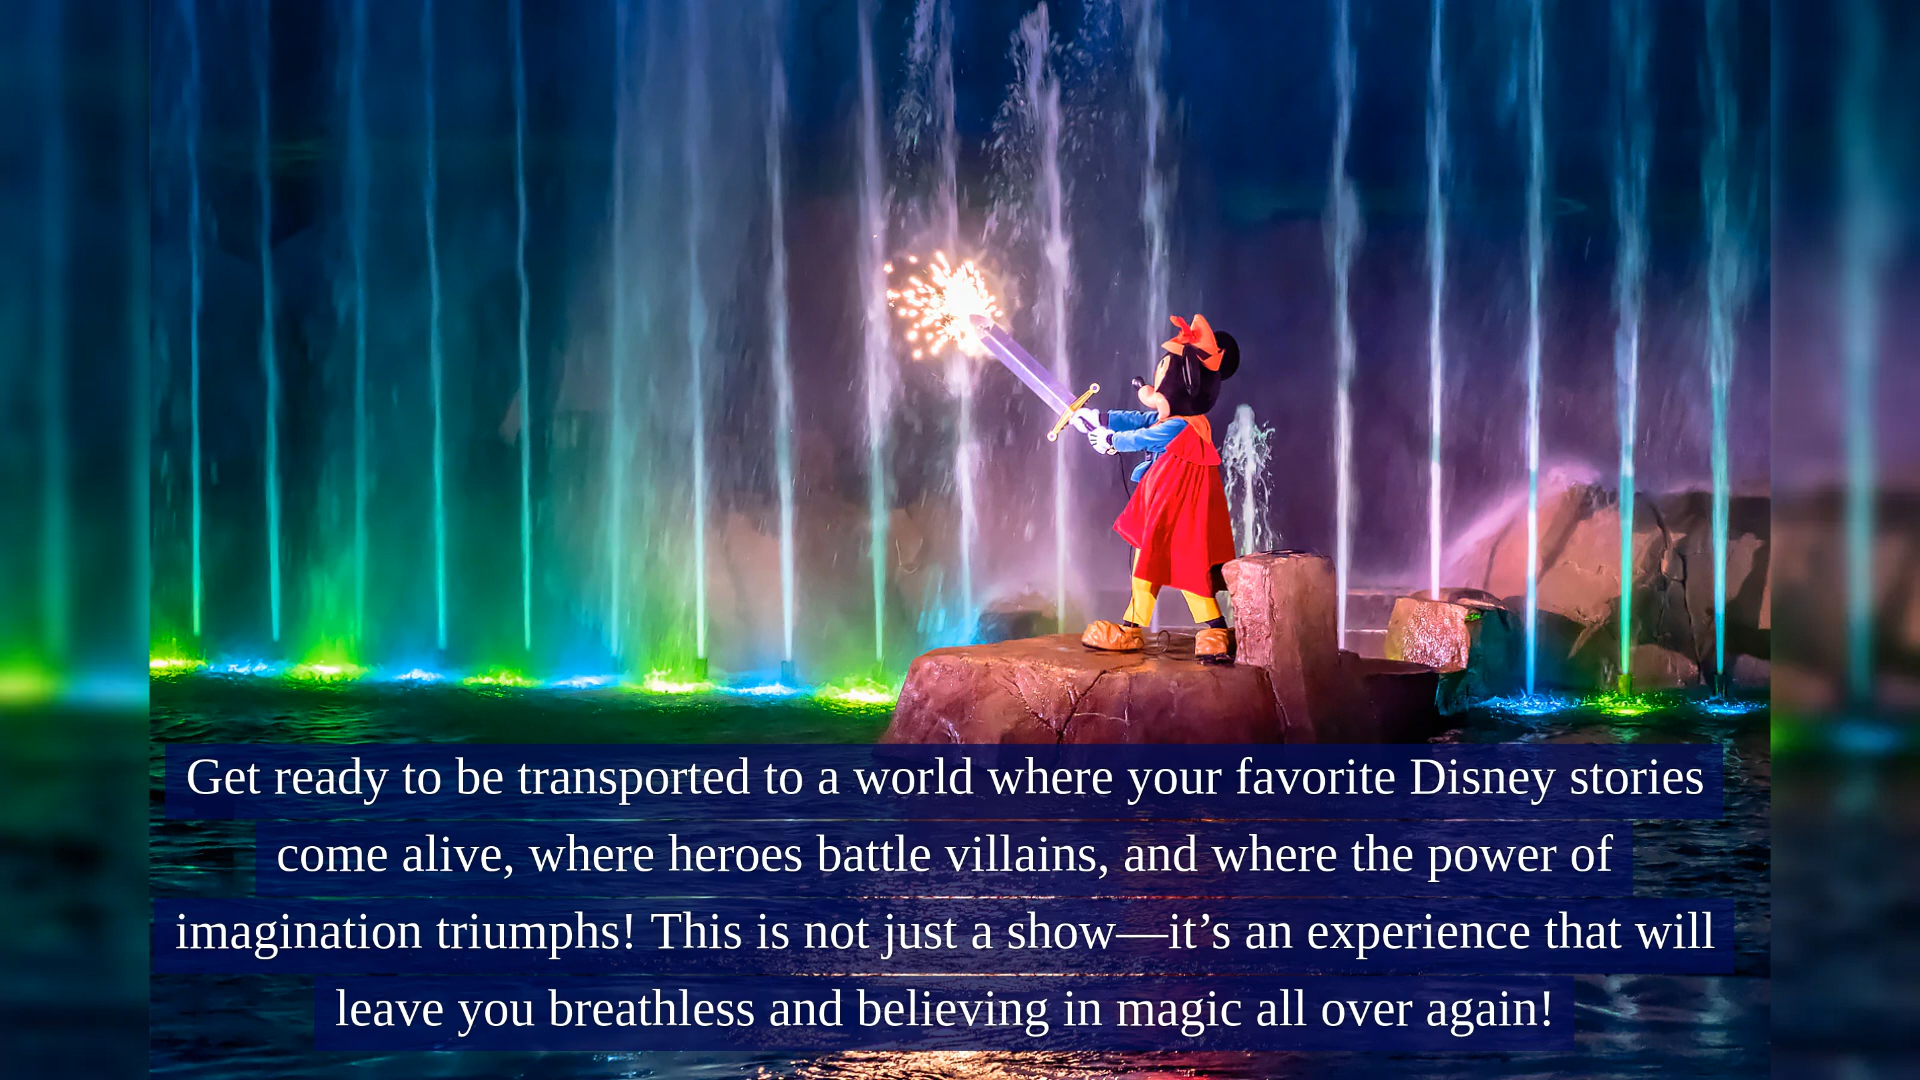 Get ready to be transported to a world where your favorite Disney stories
come alive, where heroes battle villains, and where the power of
imagination triumphs! This is not just a show—it’s an experience that will
leave you breathless and believing in magic all over again!